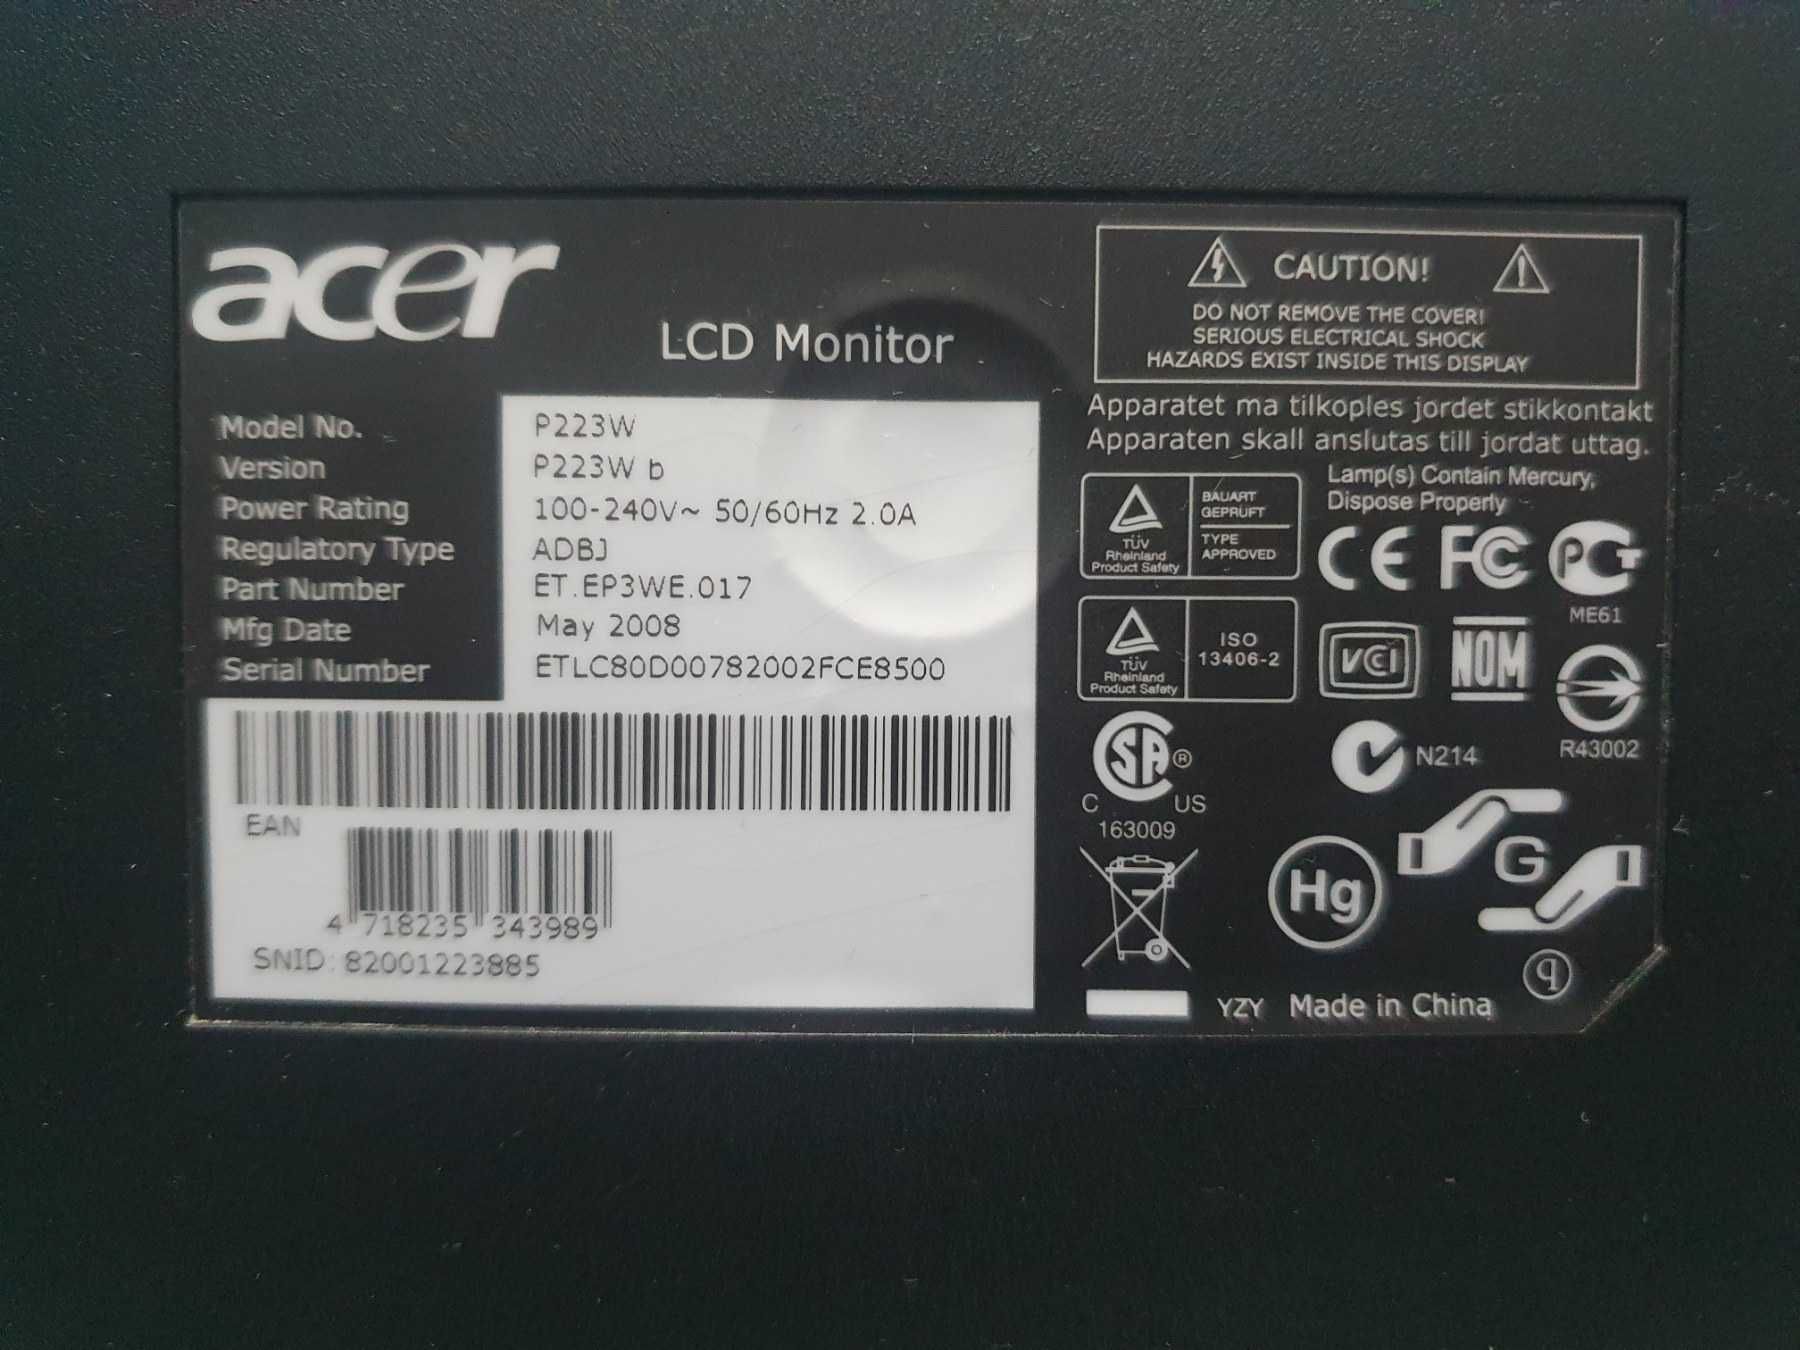 acer
LCD Monitor
Model No. P223W
Version P223W b
Power Rating 100-240V~ 50/60Hz 2.0A
Regulatory Type ADBJ
Part Number ET.EP3WE.017
Mfg Date May 2008
Serial Number ETLC80D00782002FCE8500
EAN
4 718235 343989
SNID: 82001223885
CAUTION!
DO NOT REMOVE THE COVER!
SERIOUS ELECTRICAL SHOCK
HAZARDS EXIST INSIDE THIS DISPLAY
Apparatet ma tilkoples jordet stikkontakt
Apparaten skall anslutas till jordat uttag.
Lamp(s) Contain Mercury,
Dispose Properly
TÜV
Rheinland
Product Safety
BAUART
GEPRÜFT
TYPE
APPROVED
CE FC PCT
ME61
TÜV
Rheinland
Product Safety
ISO
13406-2
VCI
NOM
R43002
SA ®
C US
163009
N214
Hg
G
q
YZY Made in China